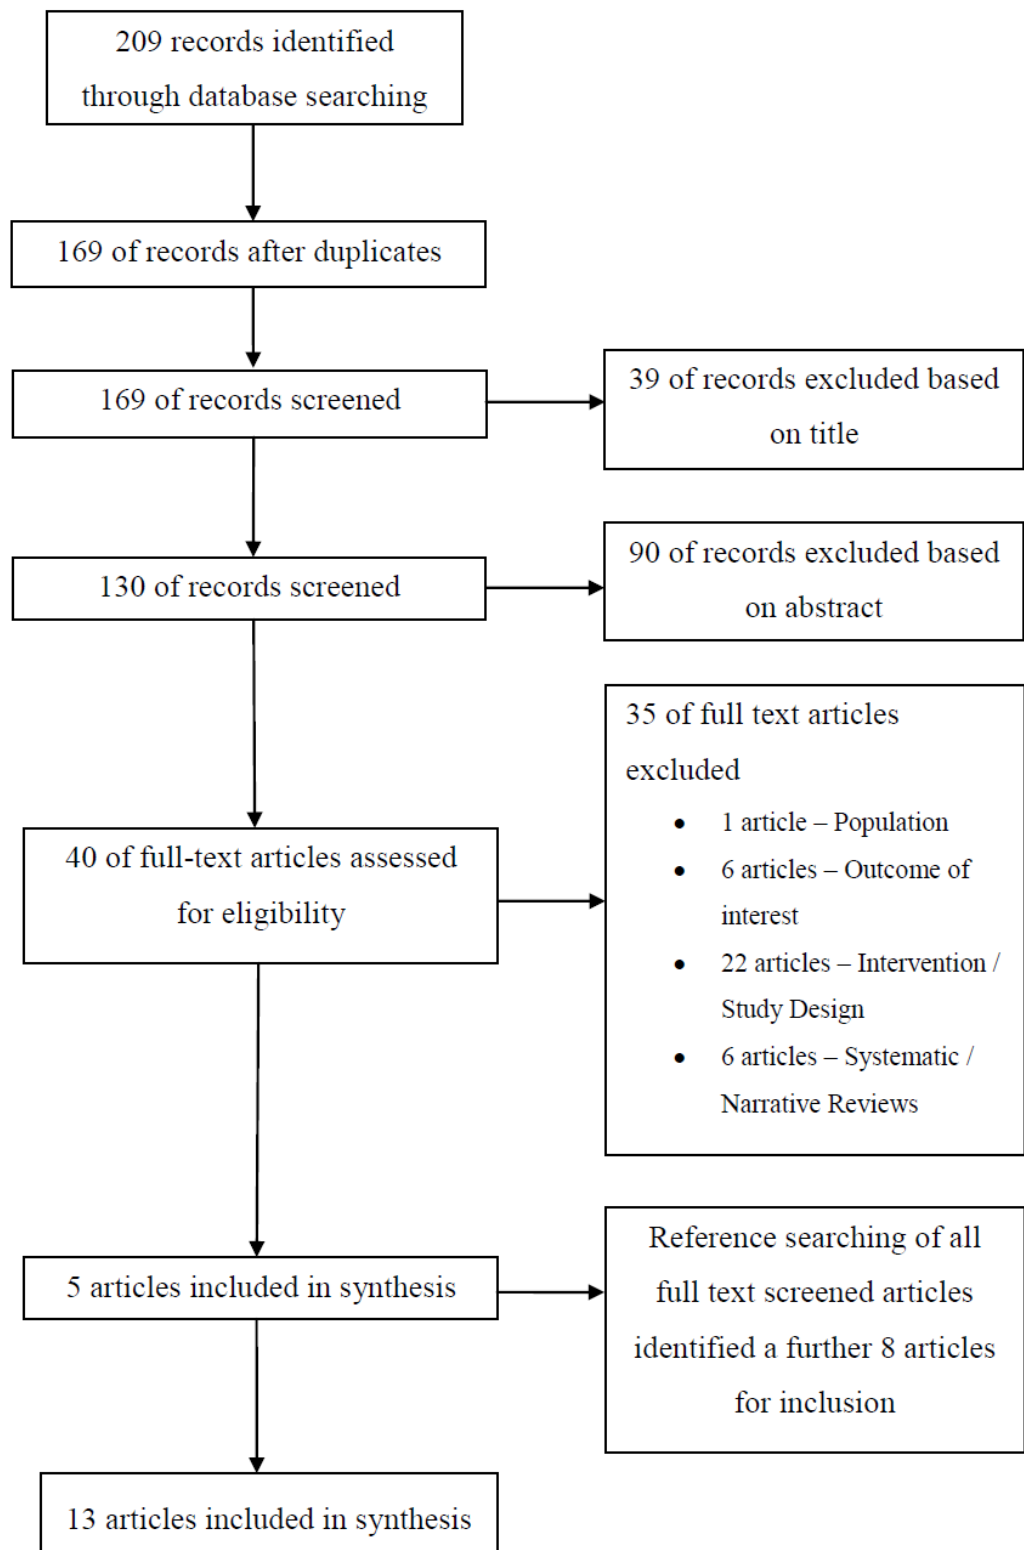 209 records identified
through database searching
169 of records after duplicates
169 of records screened
39 of records excluded based
on title
130 of records screened
90 of records excluded based
on abstract
40 of full-text articles assessed
for eligibility
35 of full text articles
excluded
• 1 article – Population
• 6 articles – Outcome of
interest
• 22 articles – Intervention /
Study Design
• 6 articles – Systematic /
Narrative Reviews
5 articles included in synthesis
Reference searching of all
full text screened articles
identified a further 8 articles
for inclusion
13 articles included in synthesis